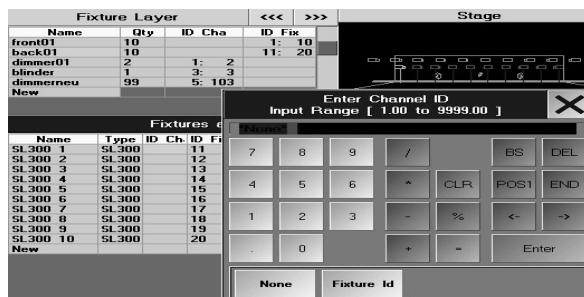 Fixture Layer <<< >>> Stage
Name Qty ID Cha ID Fix
front01 10 1: 10
back01 10 11: 20
dimmer01 2 1: 2
blinder 1 3: 3
dimmerneu 99 5: 103
New
Enter Channel ID
Input Range [ 1.00 to 9999.00 ]
Fixtures
*None*
Name Type ID Ch ID Fi
SL300 1 SL300 11
SL300 2 SL300 12
SL300 3 SL300 13
SL300 4 SL300 14
SL300 5 SL300 15
SL300 6 SL300 16
SL300 7 SL300 17
SL300 8 SL300 18
SL300 9 SL300 19
SL300 10 SL300 20
New
7 8 9 / BS DEL
4 5 6 * CLR POS1 END
1 2 3 - % <- ->
. 0 + = Enter
None Fixture Id